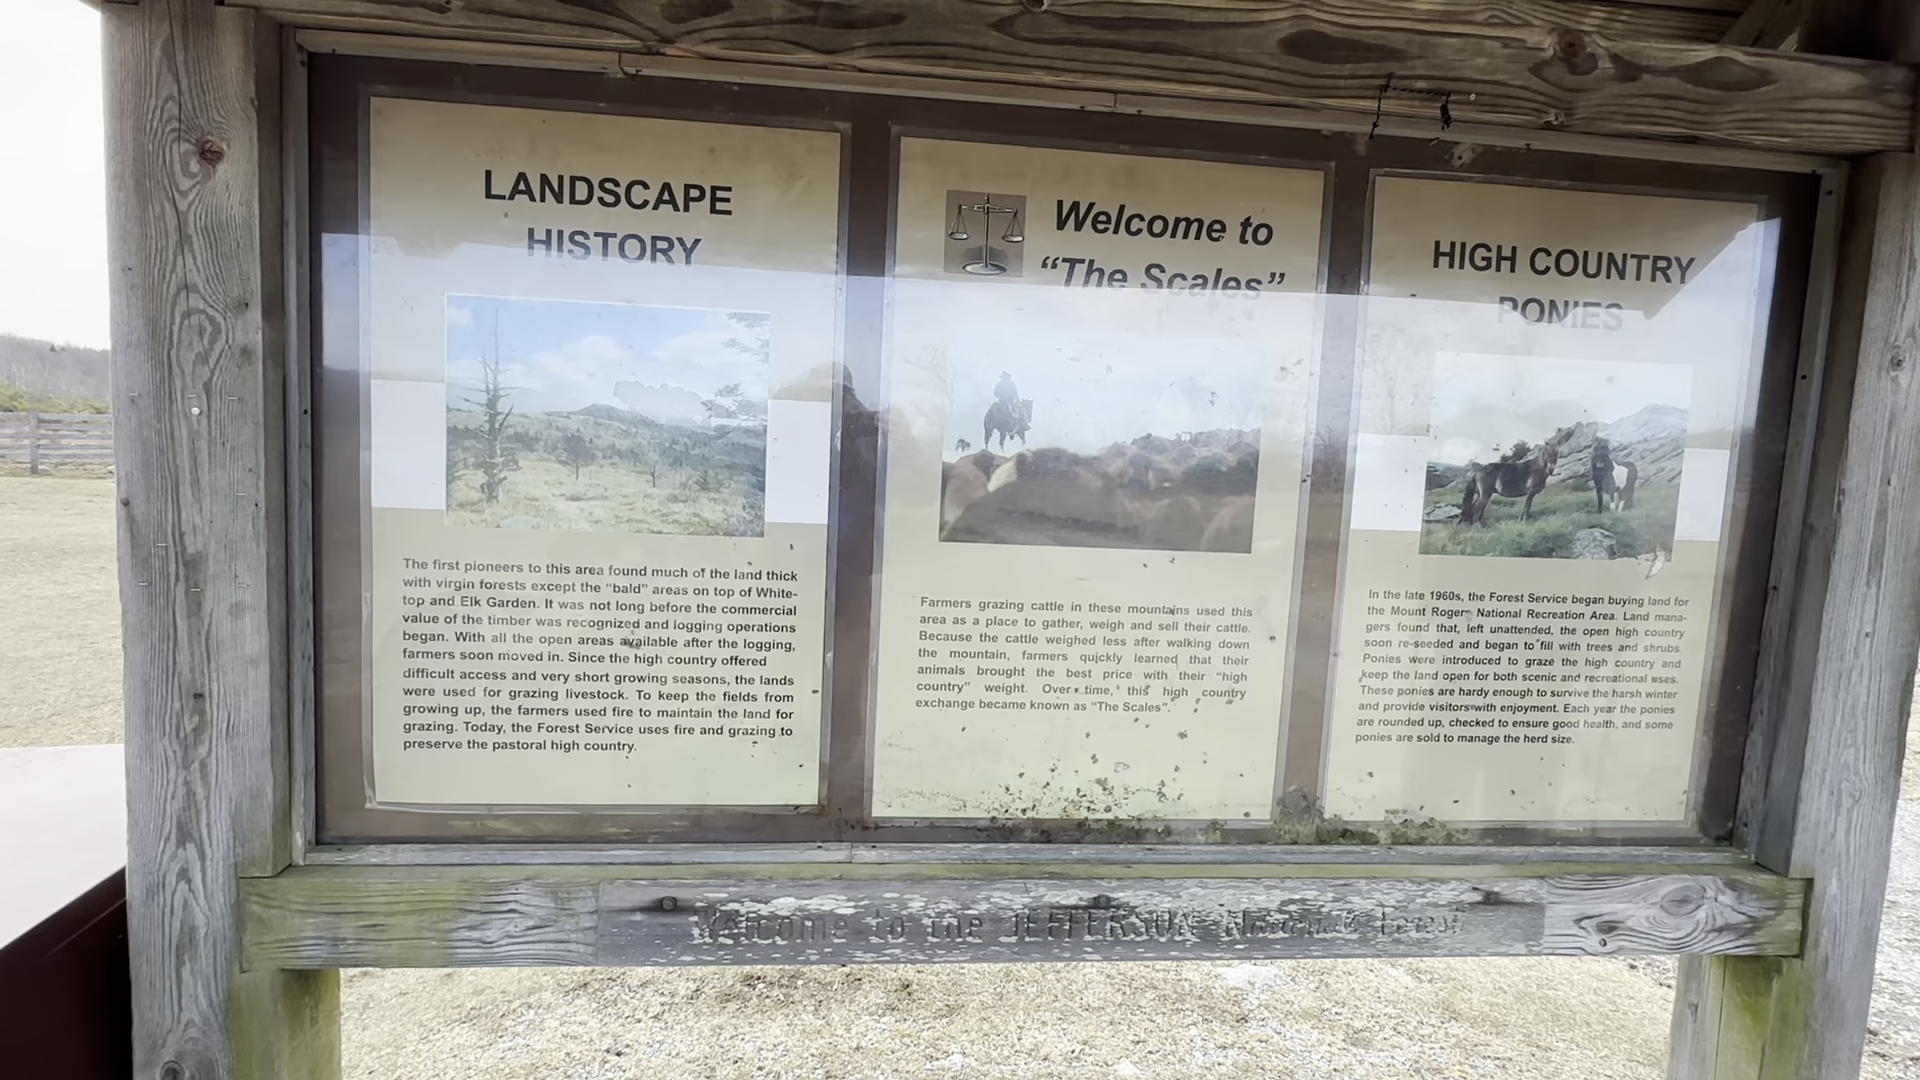 LANDSCAPE
HISTORY
The first pioneers to this area found much of the land thick
with virgin forests except the “bald” areas on top of White-
top and Elk Garden. It was not long before the commercial
value of the timber was recognized and logging operations
began. With all the open areas available after the logging,
farmers soon moved in. Since the high country offered
difficult access and very short growing seasons, the lands
were used for grazing livestock. To keep the fields from
growing up, the farmers used fire to maintain the land for
grazing. Today, the Forest Service uses fire and grazing to
preserve the pastoral high country.
Welcome to
“The Scales”
Farmers grazing cattle in these mountains used this
area as a place to gather, weigh and sell their cattle.
Because the cattle weighed less after walking down
the mountain, farmers quickly learned that their
animals brought the best price with their “high
country” weight. Over time, this high country
exchange became known as “The Scales”.
HIGH COUNTRY
PONIES
In the late 1960s, the Forest Service began buying land for
the Mount Rogers National Recreation Area. Land mana-
gers found that, left unattended, the open high country
soon re-seeded and began to fill with trees and shrubs.
Ponies were introduced to graze the high country and
keep the land open for both scenic and recreational uses.
These ponies are hardy enough to survive the harsh winter
and provide visitors with enjoyment. Each year the ponies
are rounded up, checked to ensure good health, and some
ponies are sold to manage the herd size.
Welcome to the JEFFERSON National Forest